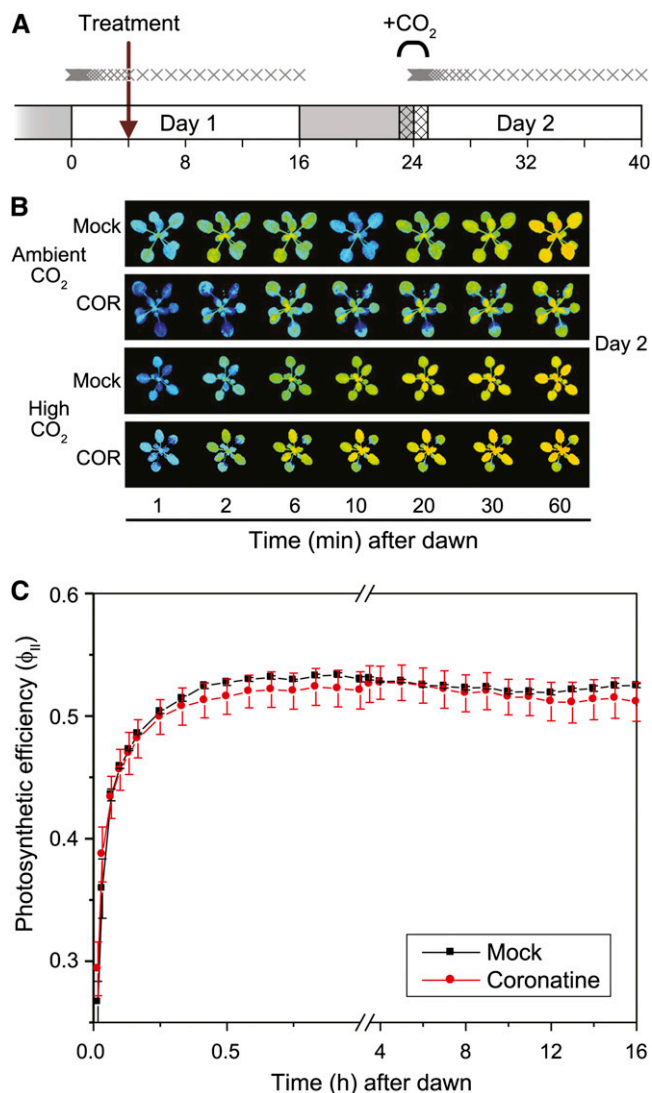 A
Treatment
+CO₂
Day 1
Day 2
0 8 16 24 32 40
B
Mock
Ambient CO₂
COR
Day 2
Mock
High CO₂
COR
1 2 6 10 20 30 60
Time (min) after dawn
C
Photosynthetic efficiency (ϕII)
0.6
0.5
0.4
0.3
Mock
Coronatine
0.0 0.5 4 8 12 16
Time (h) after dawn